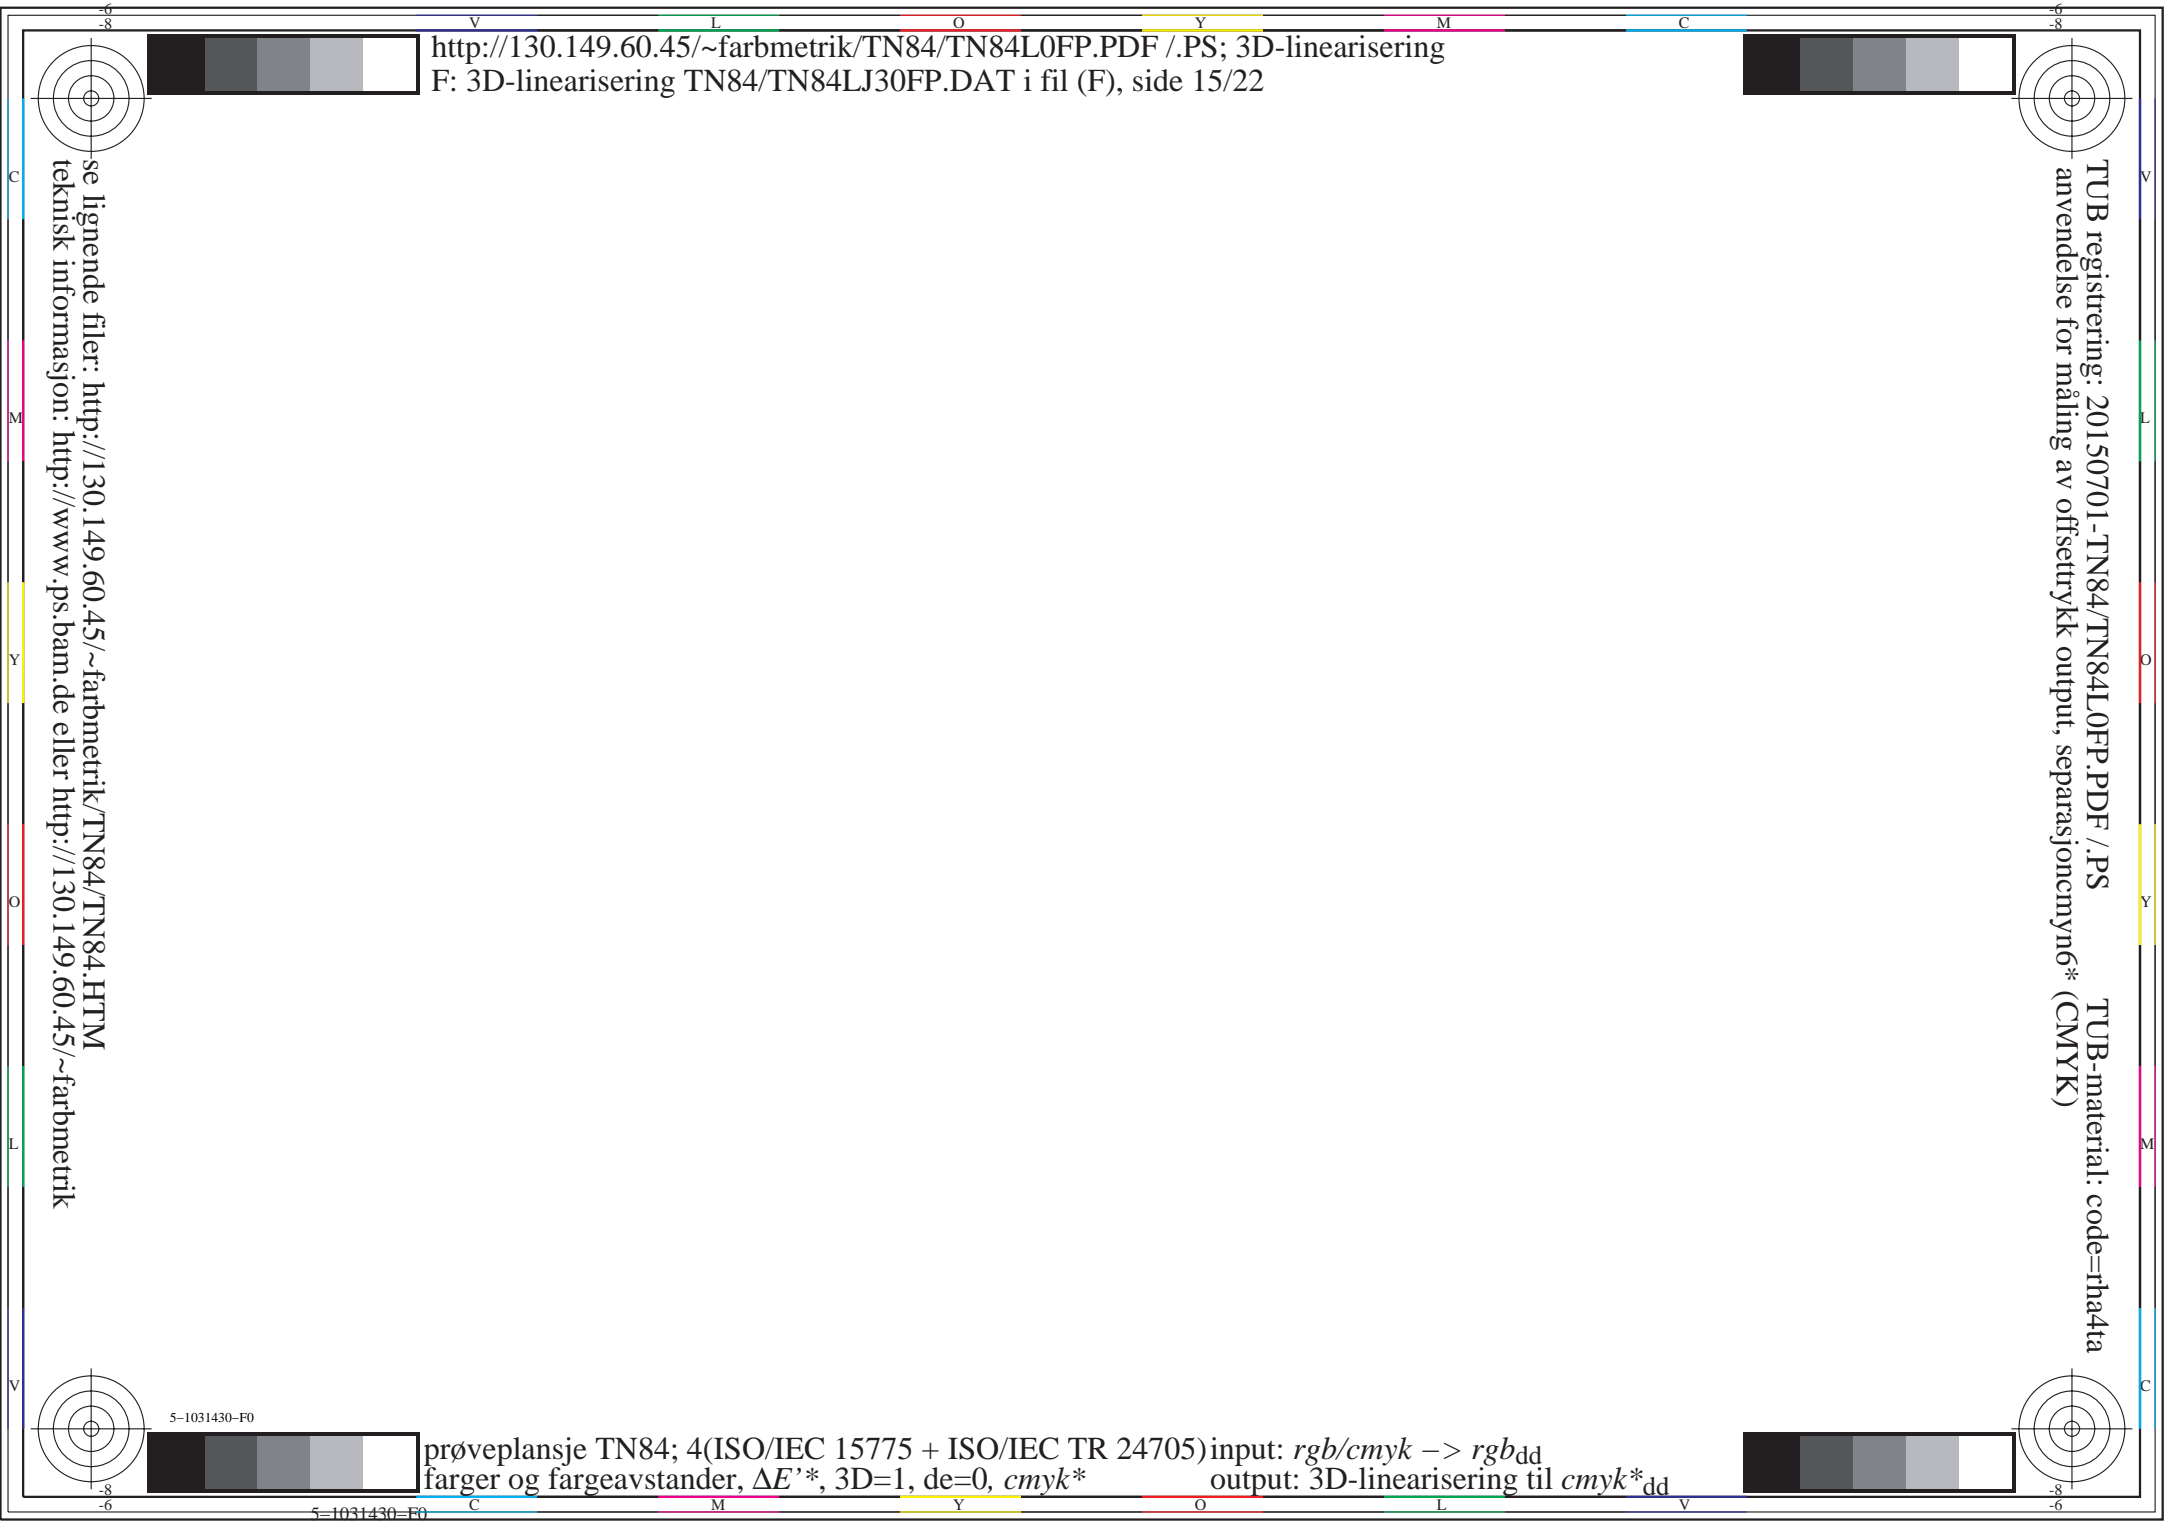 -6
-8
V L O Y M C
-6
-8
http://130.149.60.45/~farbmetrik/TN84/TN84L0FP.PDF /.PS; 3D-linearisering
F: 3D-linearisering TN84/TN84LJ30FP.DAT i fil (F), side 15/22
C
M
Y
O
L
V
se lignende filer: http://130.149.60.45/~farbmetrik/TN84/TN84.HTM
teknisk informasjon: http://www.ps.bam.de eller http://130.149.60.45/~farbmetrik
TUB registrering: 20150701-TN84/TN84L0FP.PDF /.PS TUB-material: code=rha4ta
anvendelse for måling av offsettrykk output, separasjoncmyn6* (CMYK)
V
L
O
Y
M
C
5-1031430-F0
prøveplansje TN84; 4(ISO/IEC 15775 + ISO/IEC TR 24705) input: rgb/cmyk -> rgbdd
farger og fargeavstander, ΔE'*, 3D=1, de=0, cmyk* output: 3D-linearisering til cmyk*dd
-8
-6
5-1031430-F0
C M Y O L V
-8
-6